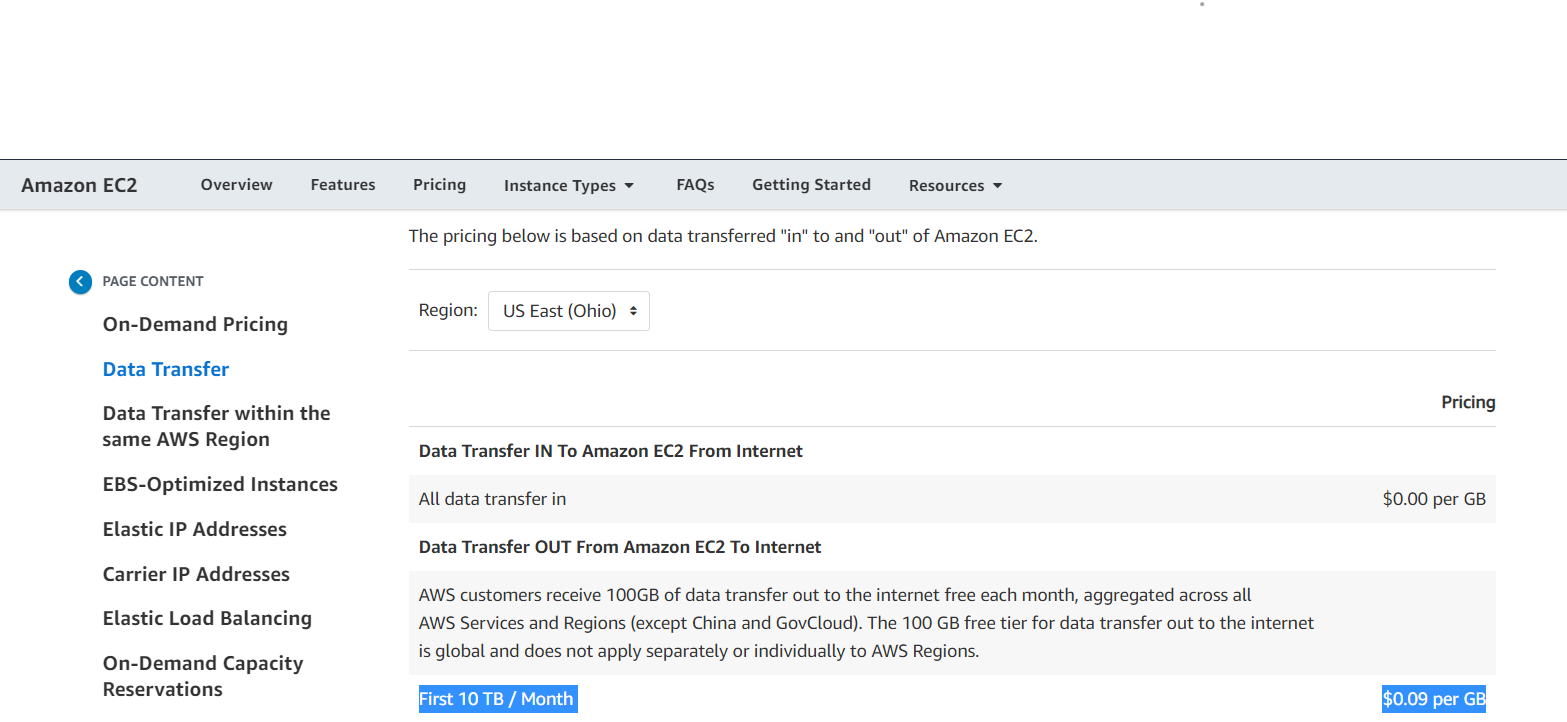 Amazon EC2 Overview Features Pricing Instance Types FAQs Getting Started Resources
The pricing below is based on data transferred "in" to and "out" of Amazon EC2.
PAGE CONTENT
On-Demand Pricing
Data Transfer
Data Transfer within the
same AWS Region
EBS-Optimized Instances
Elastic IP Addresses
Carrier IP Addresses
Elastic Load Balancing
On-Demand Capacity
Reservations
Region: US East (Ohio)
Pricing
Data Transfer IN To Amazon EC2 From Internet
All data transfer in $0.00 per GB
Data Transfer OUT From Amazon EC2 To Internet
AWS customers receive 100GB of data transfer out to the internet free each month, aggregated across all
AWS Services and Regions (except China and GovCloud). The 100 GB free tier for data transfer out to the internet
is global and does not apply separately or individually to AWS Regions.
First 10 TB / Month $0.09 per GB